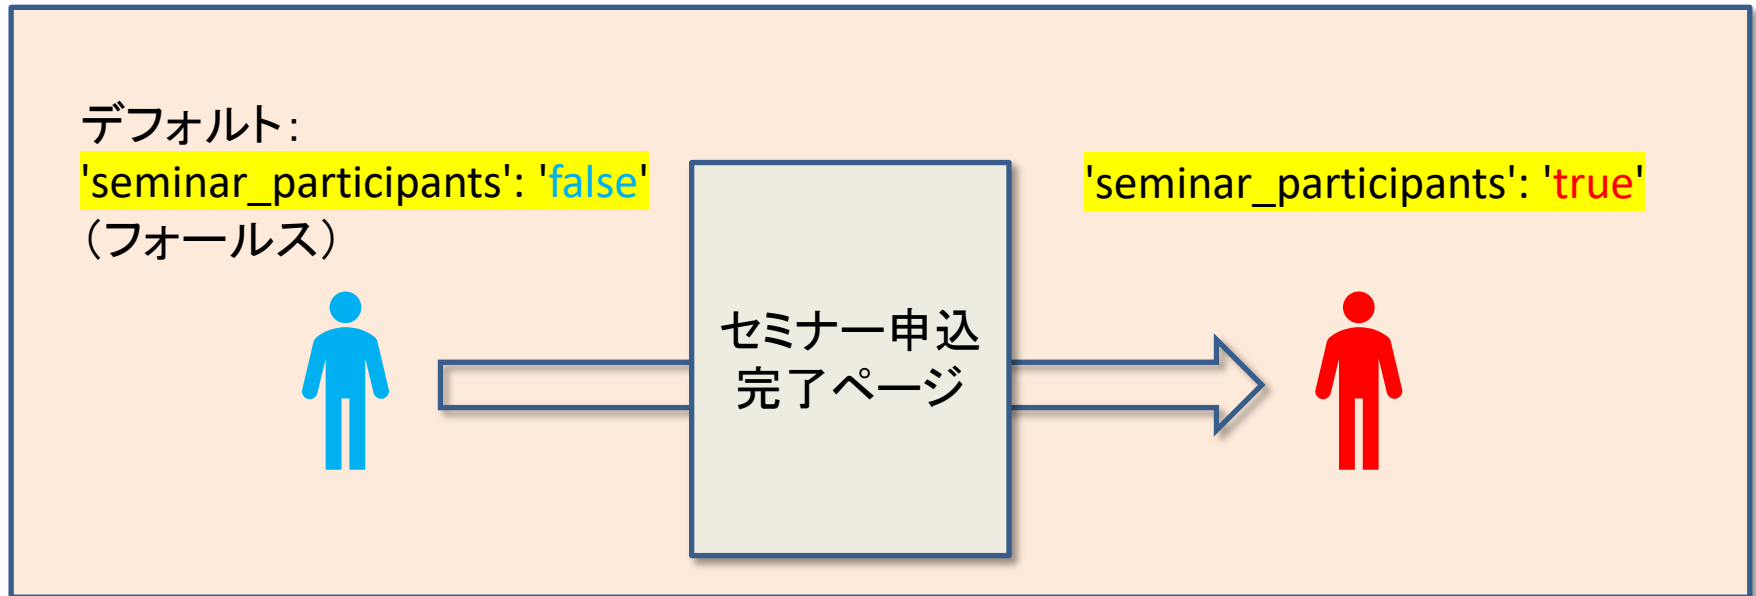 デフォルト:
'seminar_participants': 'false'
（フォールス）
セミナー申込
完了ページ
'seminar_participants': 'true'